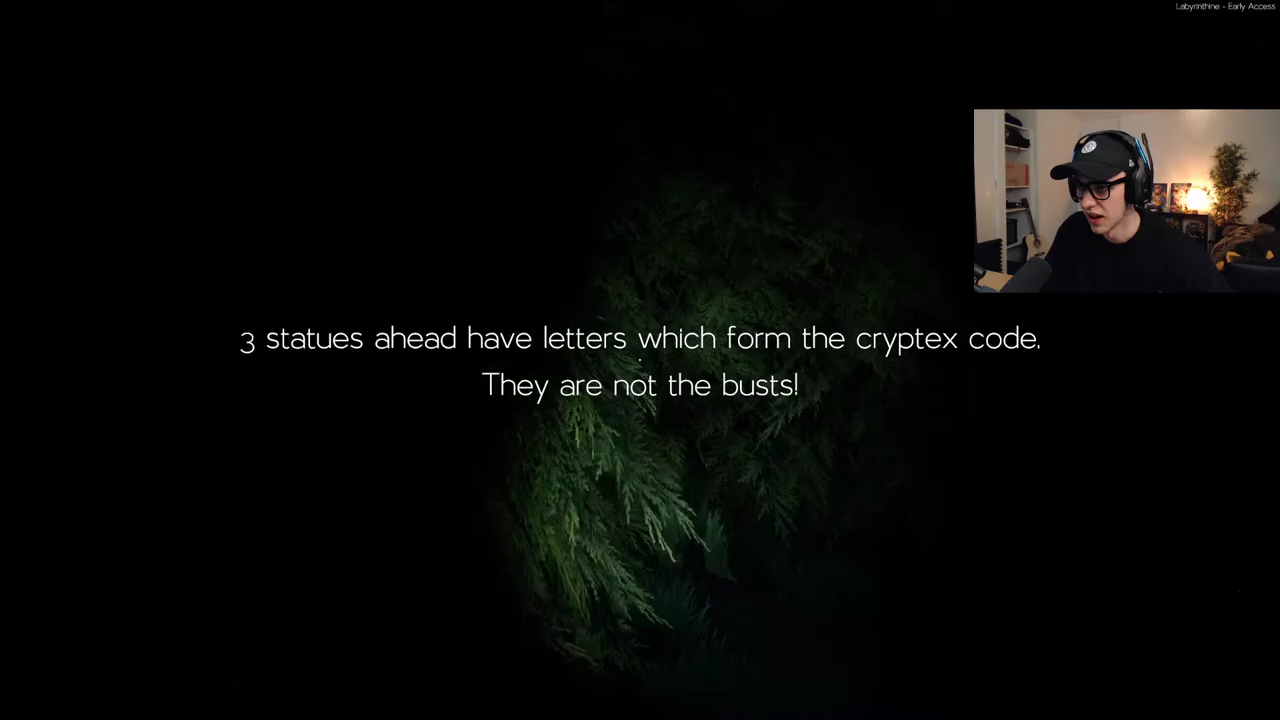 Labyrinthine - Early Access
3 statues ahead have letters which form the cryptex code.
They are not the busts!